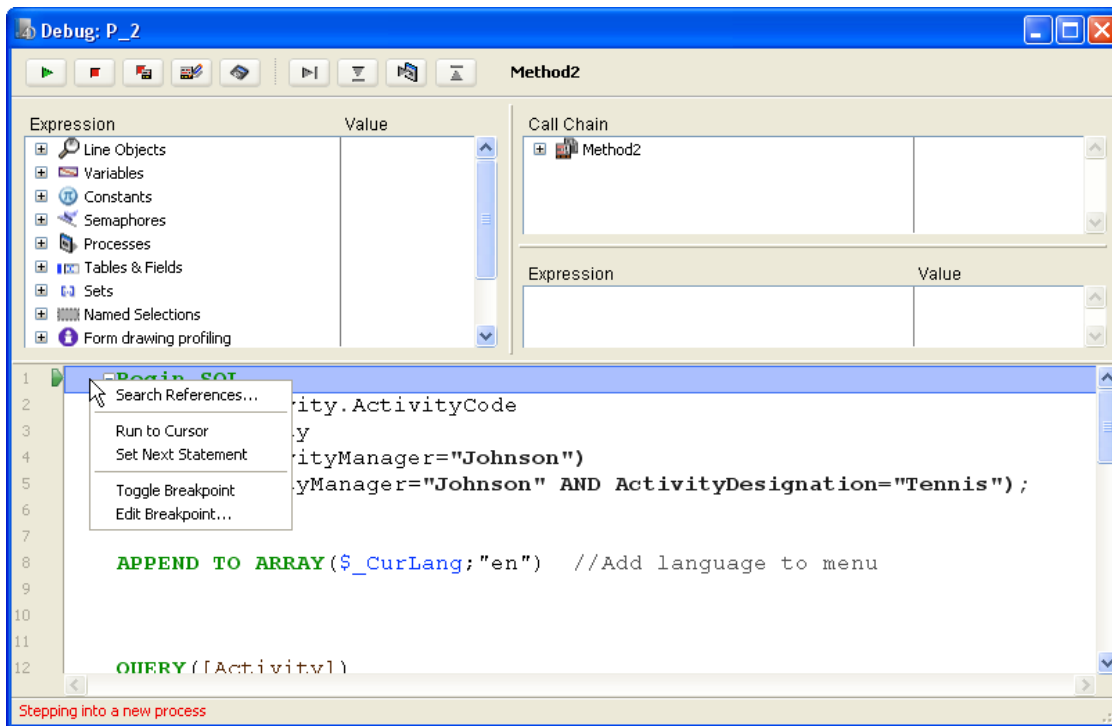 Debug: P_2
Method2
Expression Value
Line Objects
Variables
Constants
Semaphores
Processes
Tables & Fields
Sets
Named Selections
Form drawing profiling
Call Chain
Method2
Expression Value
1 Begin SQL
Search References...
Run to Cursor
Set Next Statement
Toggle Breakpoint
Edit Breakpoint...
2 ity.ActivityCode
3 y
4 ityManager="Johnson")
5 yManager="Johnson" AND ActivityDesignation="Tennis");
6
7
8 APPEND TO ARRAY($_CurLang;"en") //Add language to menu
9
10
11
12 QUERY([Activity])
Stepping into a new process